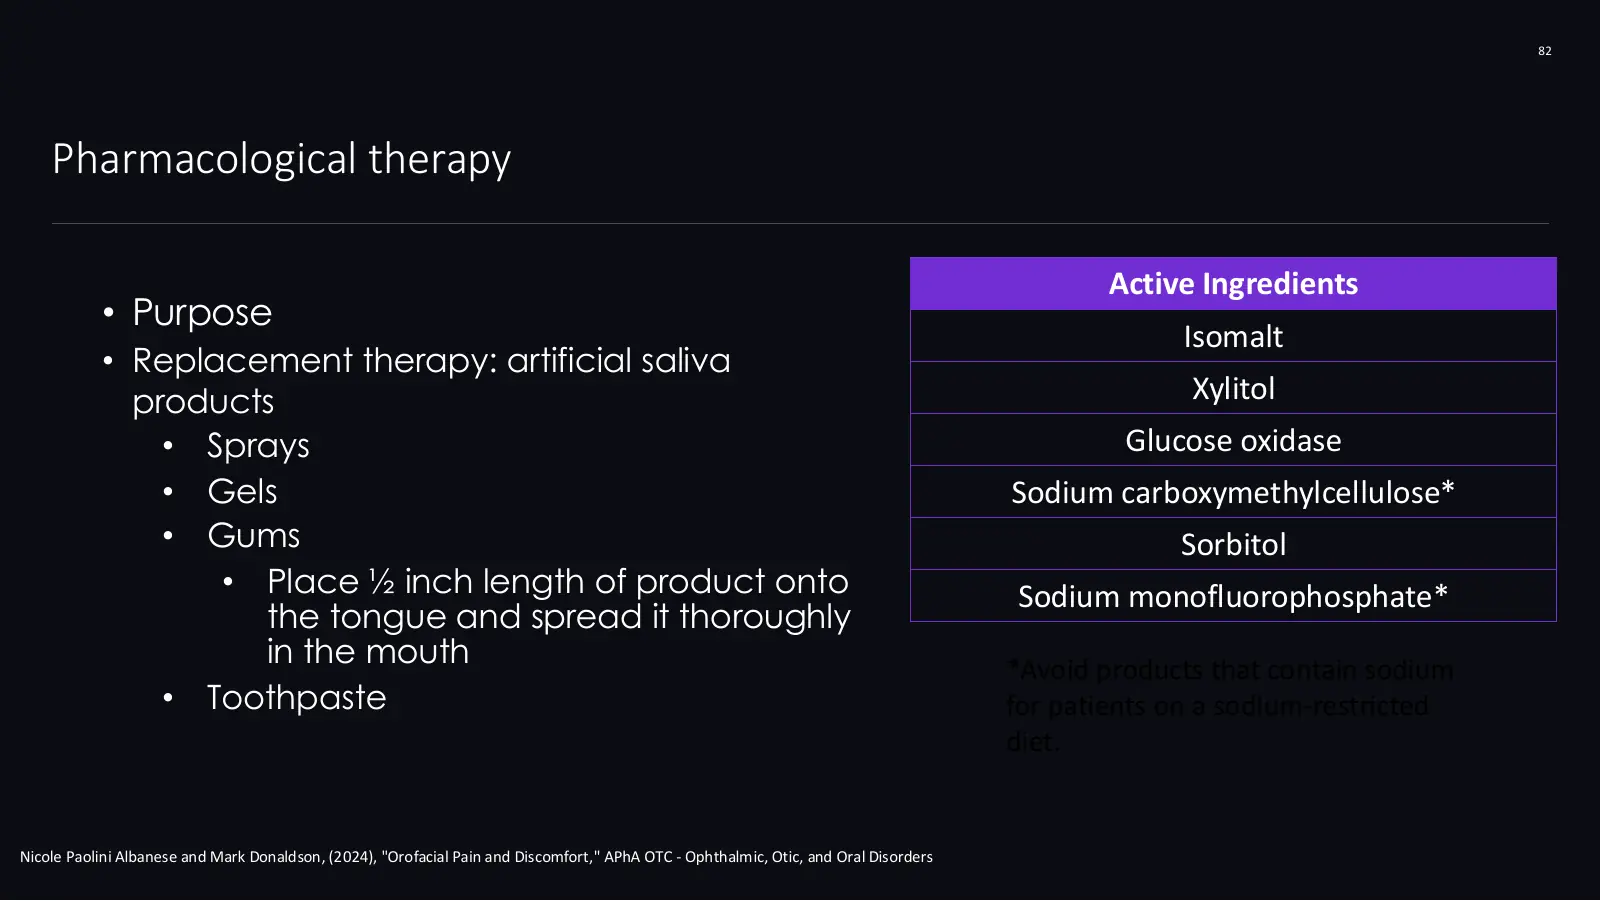 82
Pharmacological therapy
• Purpose
• Replacement therapy: artificial saliva
products
• Sprays
• Gels
• Gums
• Place ½ inch length of product onto
the tongue and spread it thoroughly
in the mouth
• Toothpaste
Active Ingredients
Isomalt
Xylitol
Glucose oxidase
Sodium carboxymethylcellulose*
Sorbitol
Sodium monofluorophosphate*
*Avoid products that contain sodium
for patients on a sodium-restricted
diet.
Nicole Paolini Albanese and Mark Donaldson, (2024), "Orofacial Pain and Discomfort," APhA OTC - Ophthalmic, Otic, and Oral Disorders